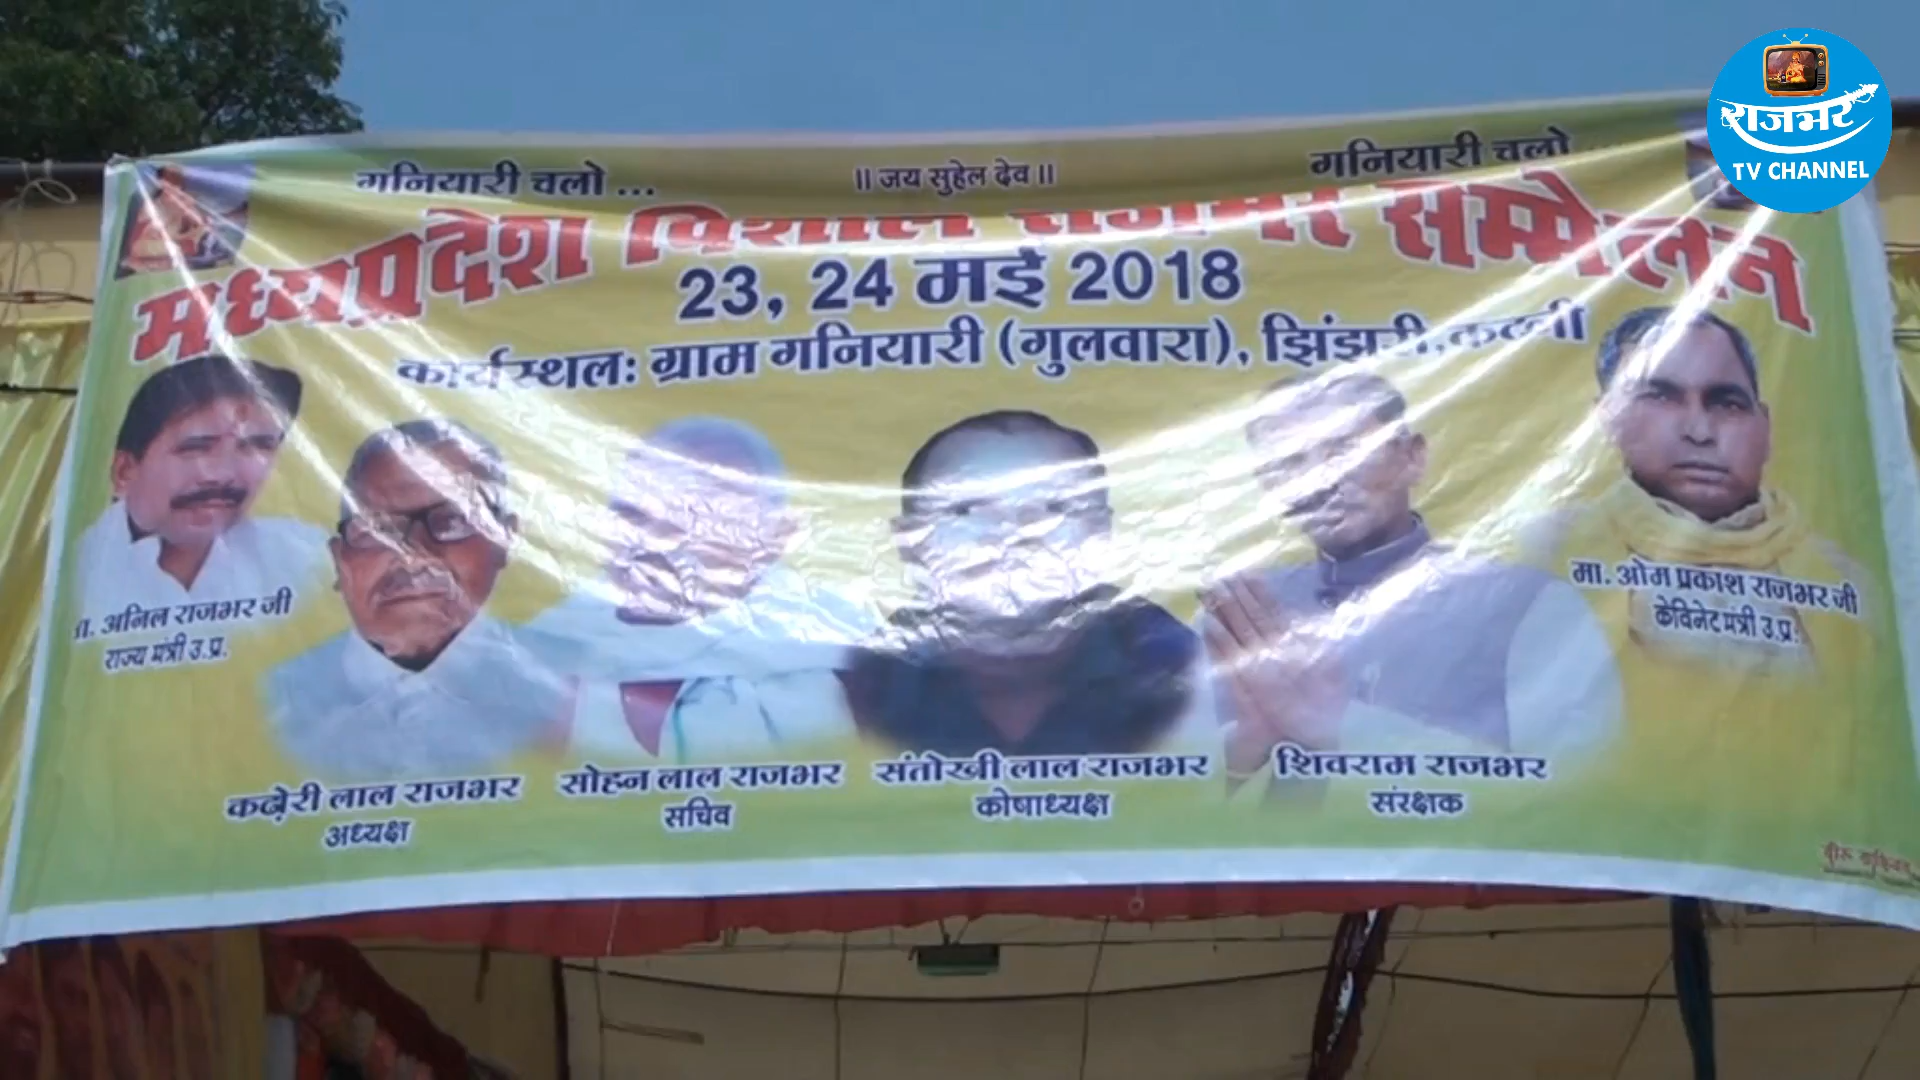 राजभर
TV CHANNEL
गनियारी चलो ...
॥ जय सुहेल देव ॥
गनियारी चलो ...
मध्यप्रदेश विशाल राजभर सम्मेलन
23, 24 मई 2018
कार्यस्थल: ग्राम गनियारी (गुलवारा), झिंझरी, कटनी
अनिल राजभर जी
राज्य मंत्री उ.प्र.
मा. ओम प्रकाश राजभर जी
केविनेट मंत्री उ.प्र.
कढ़ेरी लाल राजभर
अध्यक्ष
सोहन लाल राजभर
सचिव
संतोखी लाल राजभर
कोषाध्यक्ष
शिवराम राजभर
संरक्षक